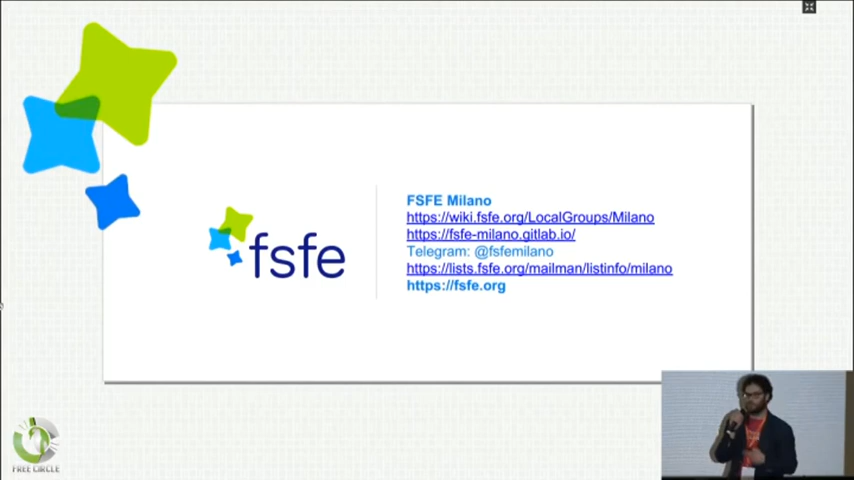 fsfe
FSFE Milano
https://wiki.fsfe.org/LocalGroups/Milano
https://fsfe-milano.gitlab.io/
Telegram: @fsfemilano
https://lists.fsfe.org/mailman/listinfo/milano
https://fsfe.org
FREE CIRCLE